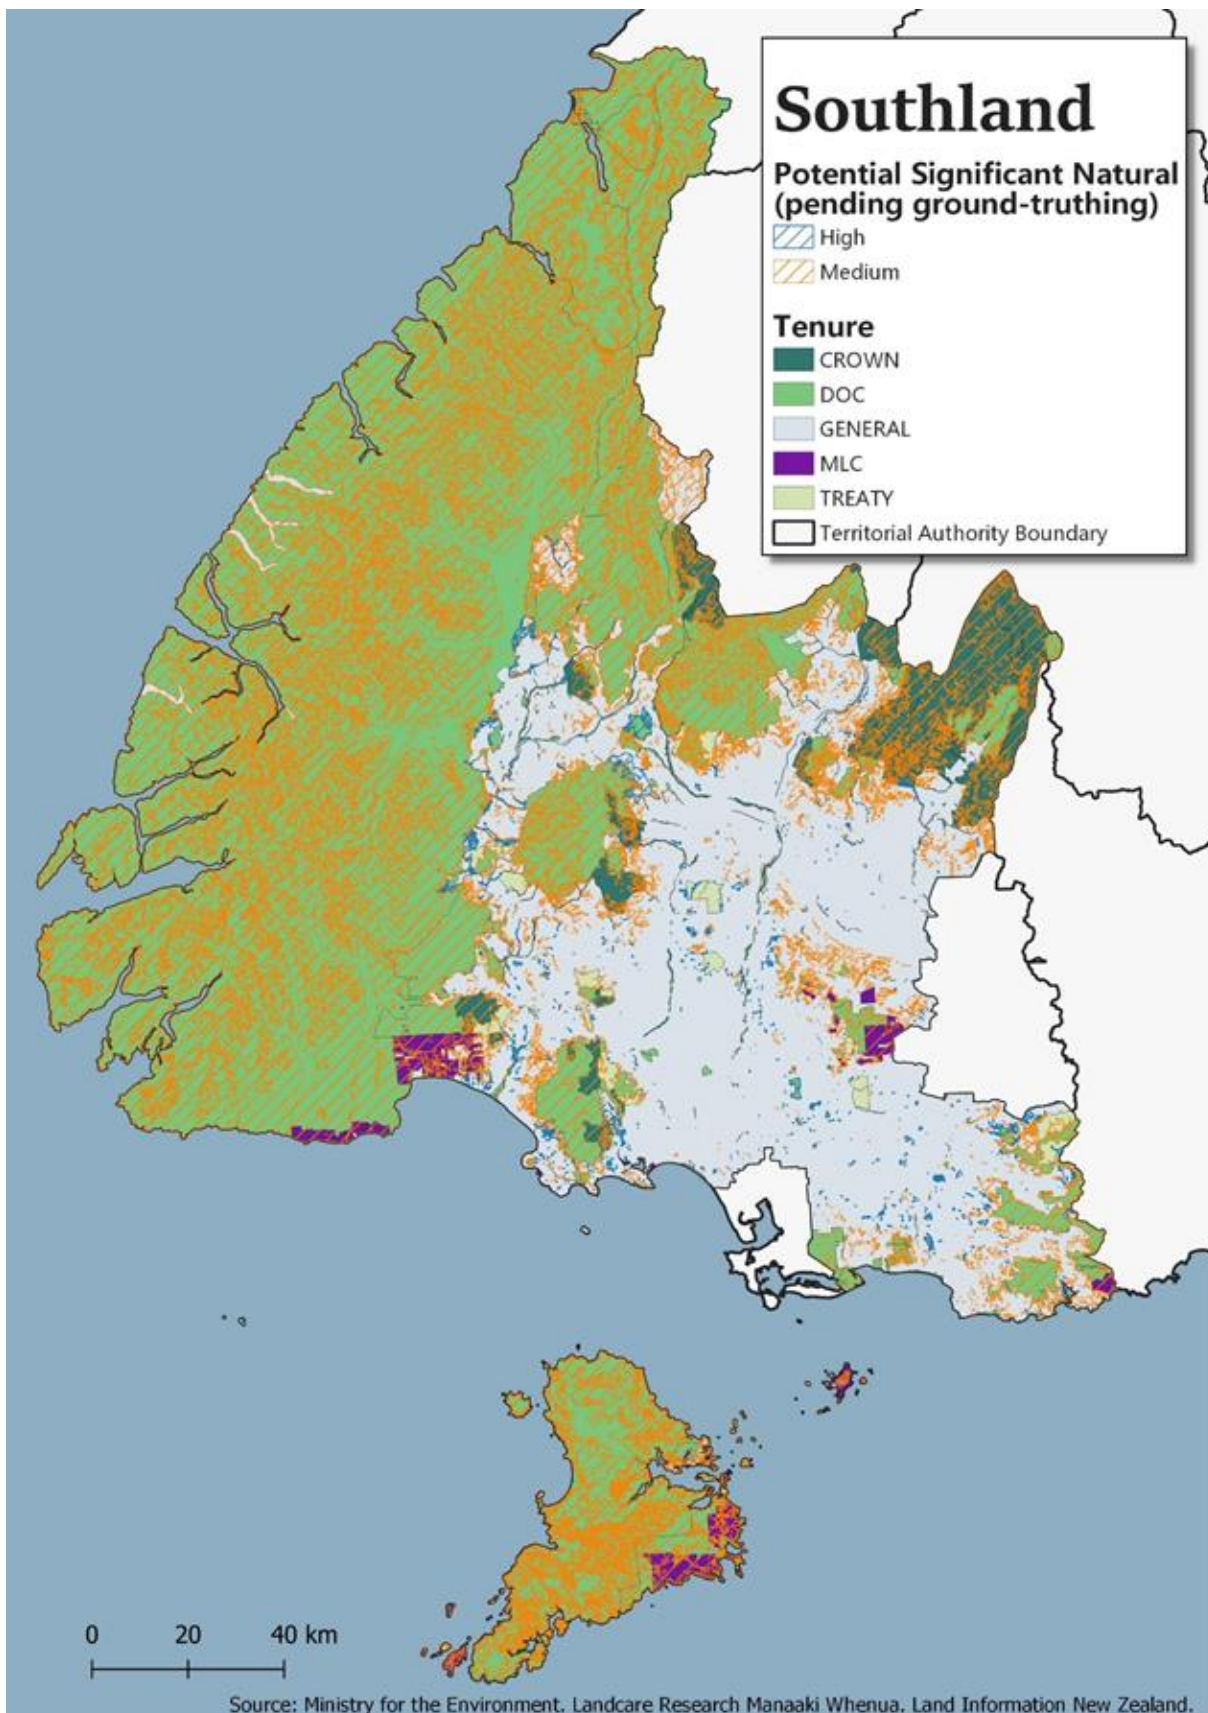 Southland
Potential Significant Natural
(pending ground-truthing)
High
Medium
Tenure
CROWN
DOC
GENERAL
MLC
TREATY
Territorial Authority Boundary
0 20 40 km
Source: Ministry for the Environment, Landcare Research Manaaki Whenua, Land Information New Zealand,